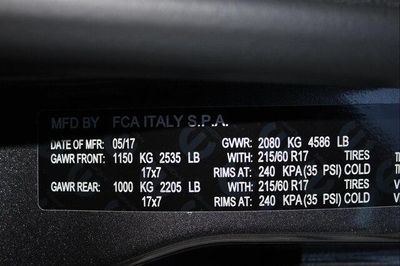 MFD BY FCA ITALY S.P.A.
DATE OF MFR: 05/17 GVWR: 2080 KG 4586 LB
GAWR FRONT: 1150 KG 2535 LB WITH: 215/60 R17 TIRES
17x7 RIMS AT: 240 KPA(35 PSI) COLD
GAWR REAR: 1000 KG 2205 LB WITH: 215/60 R17 TIRES
17x7 RIMS AT: 240 KPA(35 PSI) COLD